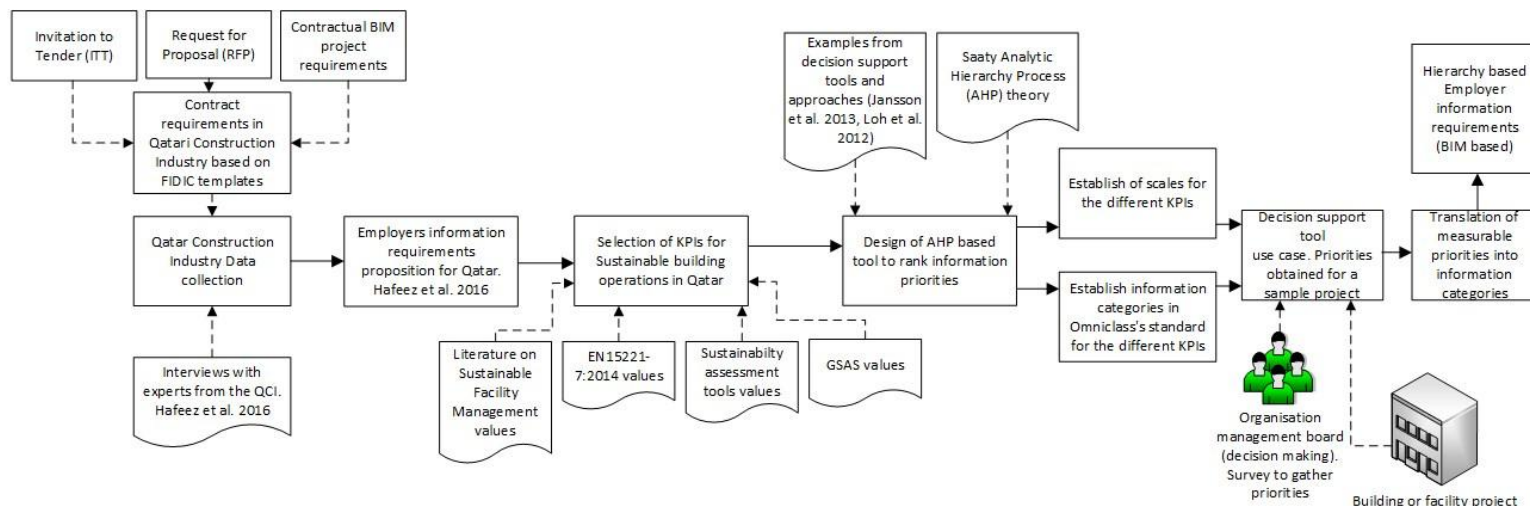 Invitation to
Tender (ITT)
Request for
Proposal (RFP)
Contractual BIM
project
requirements
Contract
requirements in
Qatari Construction
Industry based on
FIDIC templates
Qatar Construction
Industry Data
collection
Interviews with
experts from the QCI.
Hafeez et al. 2016
Employers information
requirements
proposition for Qatar.
Hafeez et al. 2016
Selection of KPIs for
Sustainable building
operations in Qatar
Literature on
Sustainable
Facility
Management
values
EN15221-
7:2014 values
Sustainabilty
assessment
tools values
GSAS values
Examples from
decision support
tools and
approaches (Jansson
et al. 2013, Loh et al.
2012)
Saaty Analytic
Hierarchy Process
(AHP) theory
Design of AHP based
tool to rank information
priorities
Establish of scales for
the different KPIs
Establish information
categories in
Omniclass's standard
for the different KPIs
Decision support
tool
use case. Priorities
obtained for a
sample project
Organisation
management board
(decision making).
Survey to gather
priorities
Building or facility project
Translation of
measurable
priorities into
information
categories
Hierarchy based
Employer
information
requirements
(BIM based)